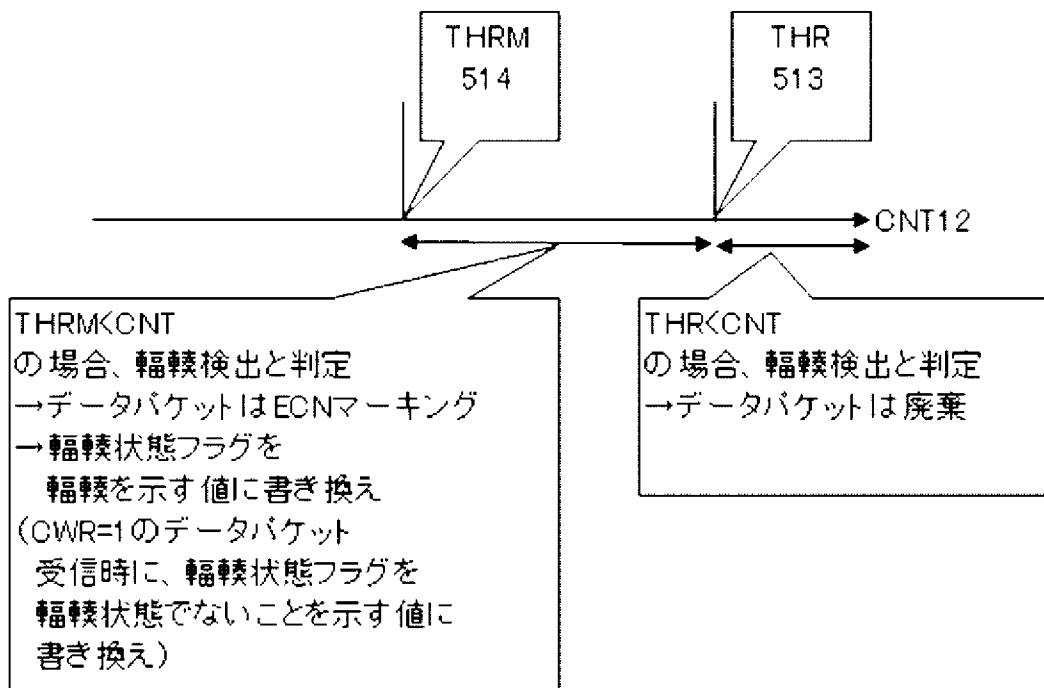 THRM
514
THR
513
CNT12
THRM<CNT
の場合、輻輳検出と判定
→データパケットはECNマーキング
→輻輳状態フラグを
輻輳を示す値に書き換え
(CWR=1のデータパケット
受信時に、輻輳状態フラグを
輻輳状態でないことを示す値に
書き換え)
THR<CNT
の場合、輻輳検出と判定
→データパケットは廃棄